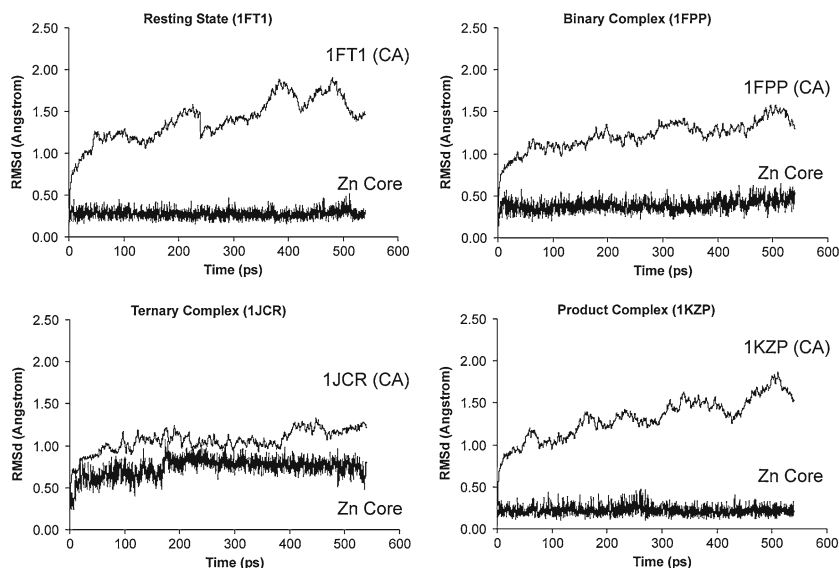 Resting State (1FT1)
2.50
2.00
1.50
1.00
0.50
0.00
RMSd (Angstrom)
1FT1 (CA)
Zn Core
0 100 200 300 400 500 600
Time (ps)
Binary Complex (1FPP)
2.50
2.00
1.50
1.00
0.50
0.00
RMSd (Angstrom)
1FPP (CA)
Zn Core
0 100 200 300 400 500 600
Time (ps)
Ternary Complex (1JCR)
2.50
2.00
1.50
1.00
0.50
0.00
RMSd (Angstrom)
1JCR (CA)
Zn Core
0 100 200 300 400 500 600
Time (ps)
Product Complex (1KZP)
2.50
2.00
1.50
1.00
0.50
0.00
RMSd (Angstrom)
1KZP (CA)
Zn Core
0 100 200 300 400 500 600
Time (ps)